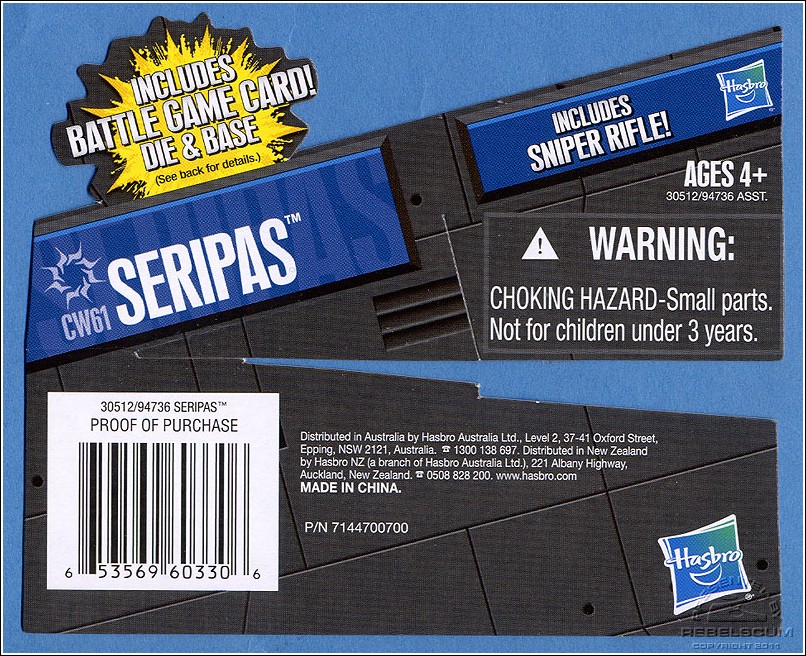 INCLUDES
BATTLE GAME CARD!
DIE & BASE
(See back for details.)
Hasbro
INCLUDES
SNIPER RIFLE!
AGES 4+
30512/94736 ASST.
SERIPAS™
CW61
WARNING:
CHOKING HAZARD-Small parts.
Not for children under 3 years.
30512/94736 SERIPAS™
PROOF OF PURCHASE
6 53569 60330 6
Distributed in Australia by Hasbro Australia Ltd., Level 2, 37-41 Oxford Street,
Epping, NSW 2121, Australia. ☎ 1300 138 697. Distributed in New Zealand
by Hasbro NZ (a branch of Hasbro Australia Ltd.), 221 Albany Highway,
Auckland, New Zealand. ☎ 0508 828 200. www.hasbro.com
MADE IN CHINA.
P/N 7144700700
Hasbro
®
REBELSCUM
COPYRIGHT 2011